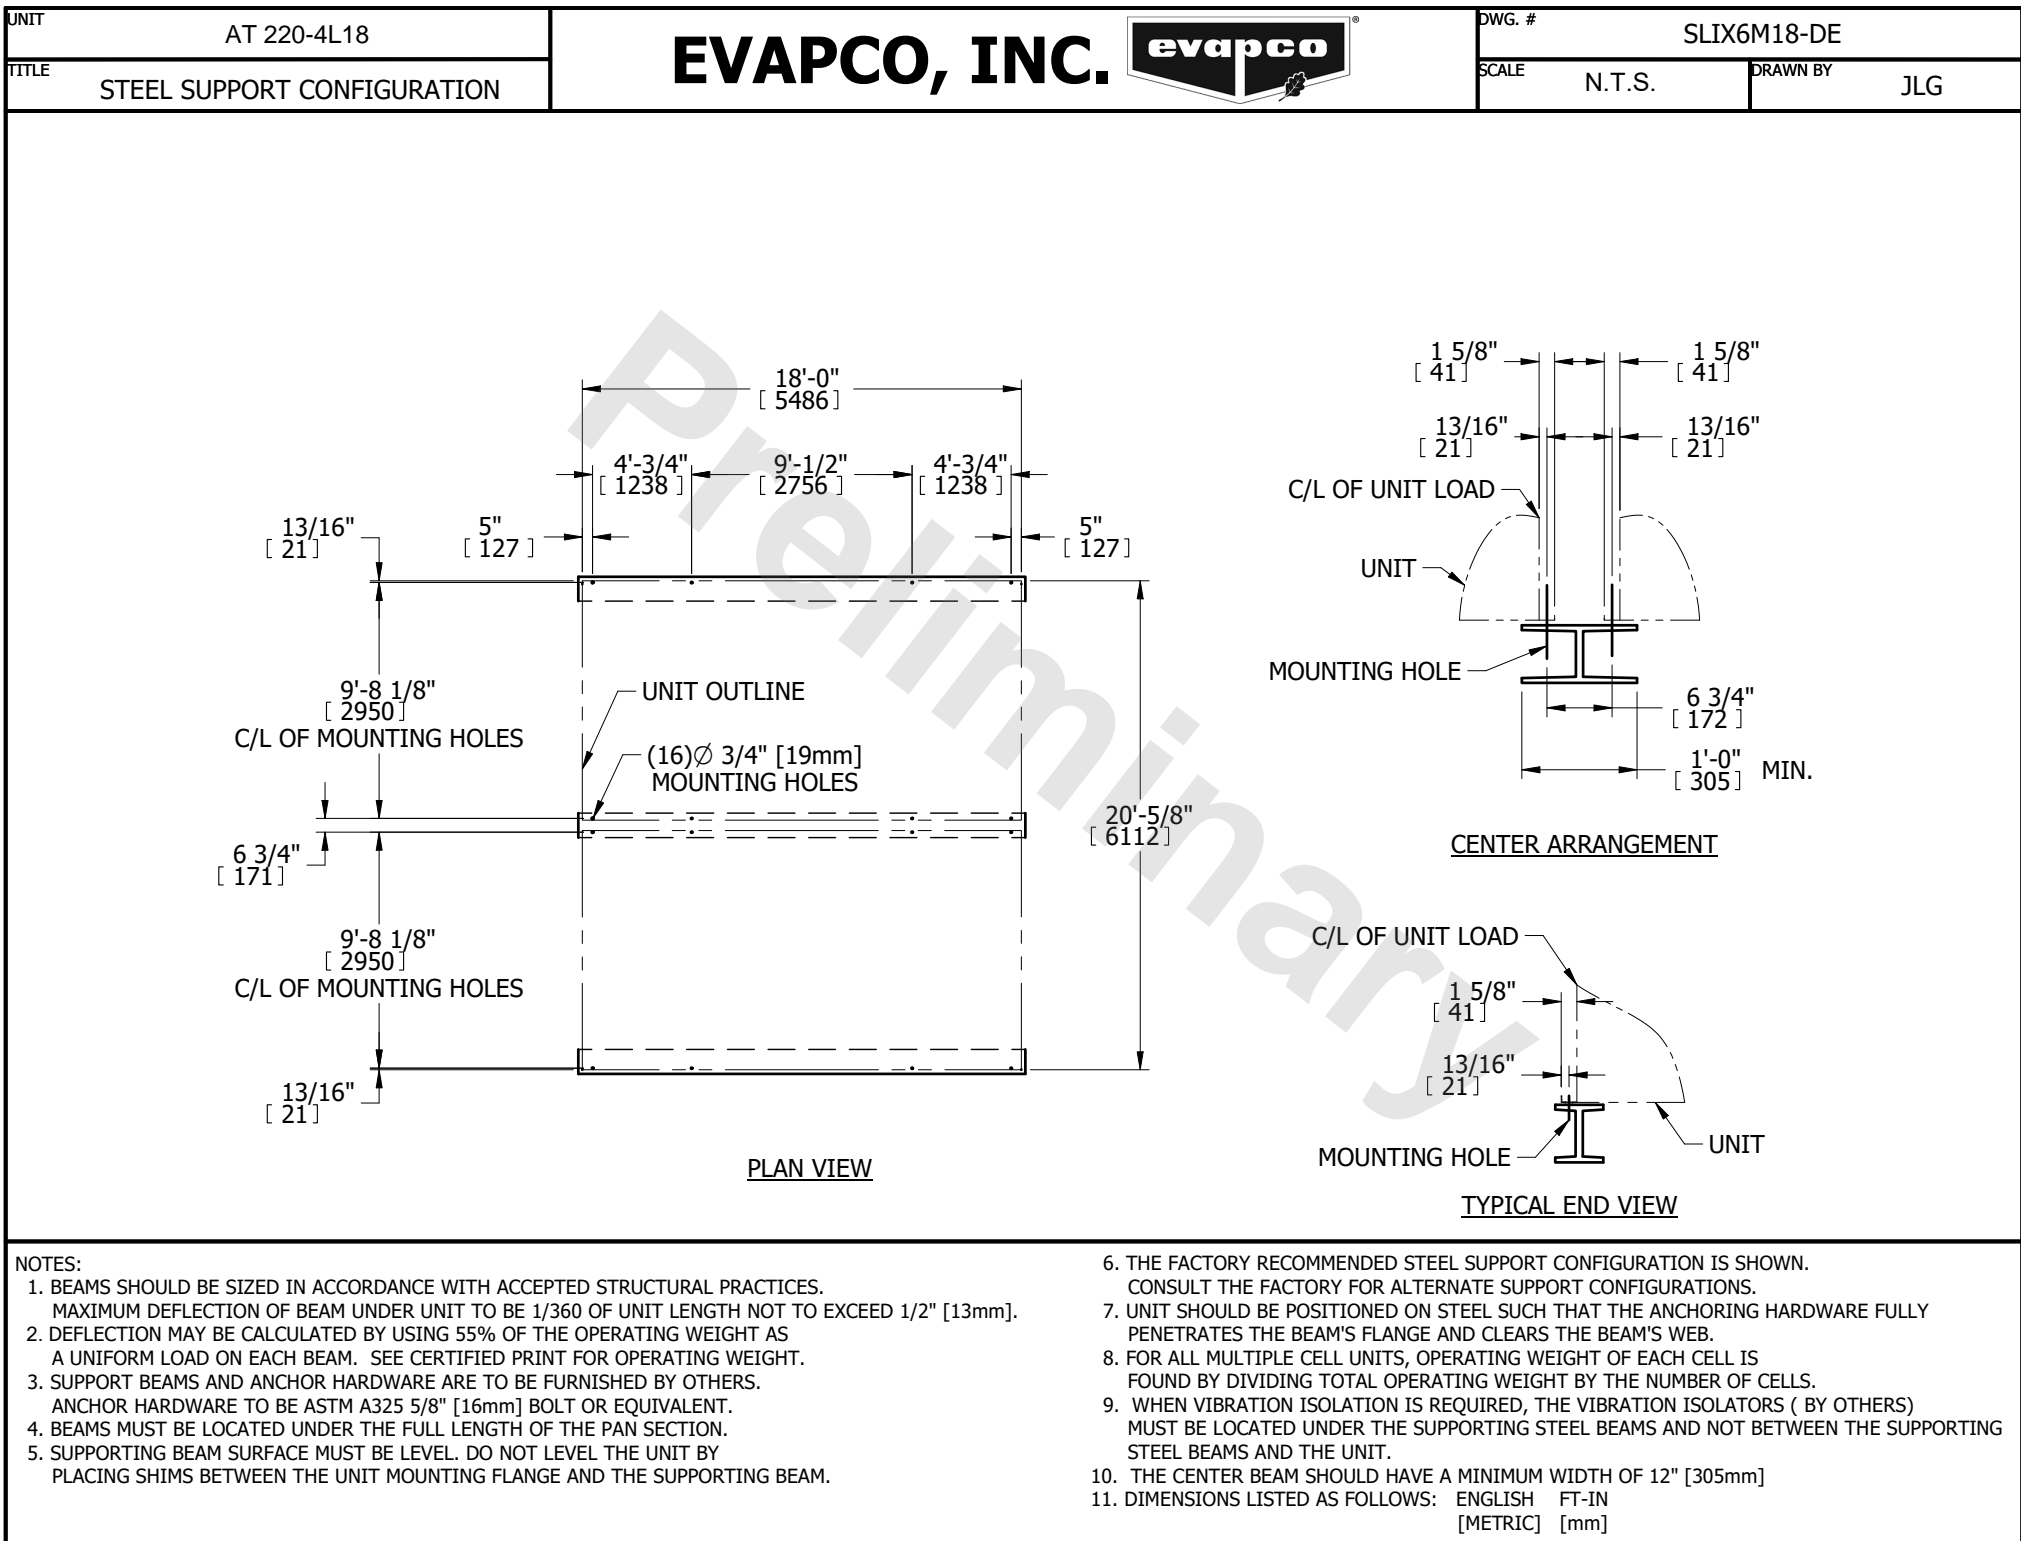 UNIT
AT 220-4L18
TITLE
STEEL SUPPORT CONFIGURATION
EVAPCO, INC.
evapco
®
DWG. #
SLIX6M18-DE
SCALE
N.T.S.
DRAWN BY
JLG
18'-0"
[ 5486 ]
4'-3/4"
[ 1238 ]
9'-1/2"
[ 2756 ]
4'-3/4"
[ 1238 ]
13/16"
[ 21 ]
5"
[ 127 ]
5"
[ 127 ]
9'-8 1/8"
[ 2950 ]
C/L OF MOUNTING HOLES
UNIT OUTLINE
(16)Ø 3/4" [19mm]
MOUNTING HOLES
6 3/4"
[ 171 ]
20'-5/8"
[ 6112 ]
9'-8 1/8"
[ 2950 ]
C/L OF MOUNTING HOLES
13/16"
[ 21 ]
PLAN VIEW
Preliminary
1 5/8"
[ 41 ]
1 5/8"
[ 41 ]
13/16"
[ 21 ]
13/16"
[ 21 ]
C/L OF UNIT LOAD
UNIT
MOUNTING HOLE
6 3/4"
[ 172 ]
1'-0"
[ 305 ]
MIN.
CENTER ARRANGEMENT
C/L OF UNIT LOAD
1 5/8"
[ 41 ]
13/16"
[ 21 ]
MOUNTING HOLE
UNIT
TYPICAL END VIEW
NOTES:
1. BEAMS SHOULD BE SIZED IN ACCORDANCE WITH ACCEPTED STRUCTURAL PRACTICES.
MAXIMUM DEFLECTION OF BEAM UNDER UNIT TO BE 1/360 OF UNIT LENGTH NOT TO EXCEED 1/2" [13mm].
2. DEFLECTION MAY BE CALCULATED BY USING 55% OF THE OPERATING WEIGHT AS
A UNIFORM LOAD ON EACH BEAM. SEE CERTIFIED PRINT FOR OPERATING WEIGHT.
3. SUPPORT BEAMS AND ANCHOR HARDWARE ARE TO BE FURNISHED BY OTHERS.
ANCHOR HARDWARE TO BE ASTM A325 5/8" [16mm] BOLT OR EQUIVALENT.
4. BEAMS MUST BE LOCATED UNDER THE FULL LENGTH OF THE PAN SECTION.
5. SUPPORTING BEAM SURFACE MUST BE LEVEL. DO NOT LEVEL THE UNIT BY
PLACING SHIMS BETWEEN THE UNIT MOUNTING FLANGE AND THE SUPPORTING BEAM.
6. THE FACTORY RECOMMENDED STEEL SUPPORT CONFIGURATION IS SHOWN.
CONSULT THE FACTORY FOR ALTERNATE SUPPORT CONFIGURATIONS.
7. UNIT SHOULD BE POSITIONED ON STEEL SUCH THAT THE ANCHORING HARDWARE FULLY
PENETRATES THE BEAM'S FLANGE AND CLEARS THE BEAM'S WEB.
8. FOR ALL MULTIPLE CELL UNITS, OPERATING WEIGHT OF EACH CELL IS
FOUND BY DIVIDING TOTAL OPERATING WEIGHT BY THE NUMBER OF CELLS.
9. WHEN VIBRATION ISOLATION IS REQUIRED, THE VIBRATION ISOLATORS ( BY OTHERS)
MUST BE LOCATED UNDER THE SUPPORTING STEEL BEAMS AND NOT BETWEEN THE SUPPORTING
STEEL BEAMS AND THE UNIT.
10. THE CENTER BEAM SHOULD HAVE A MINIMUM WIDTH OF 12" [305mm]
11. DIMENSIONS LISTED AS FOLLOWS: ENGLISH FT-IN
[METRIC] [mm]